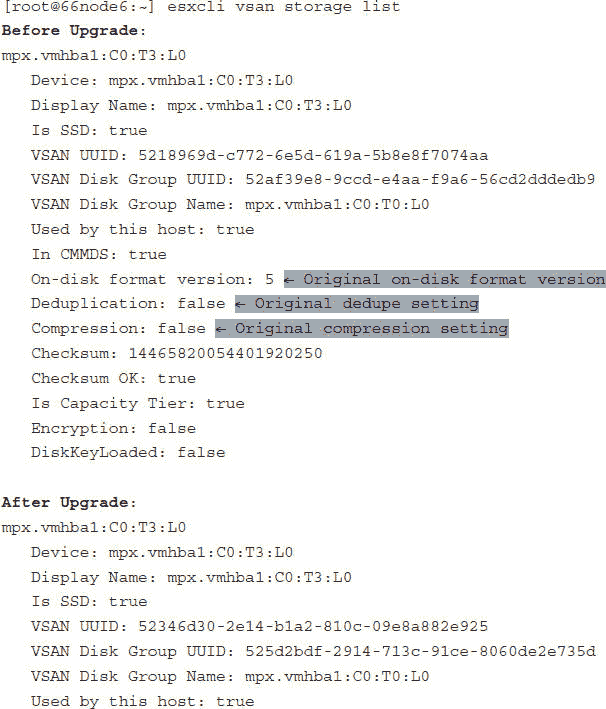 [root@66node6:~] esxcli vsan storage list
Before Upgrade:
mpx.vmhba1:C0:T3:L0
Device: mpx.vmhba1:C0:T3:L0
Display Name: mpx.vmhba1:C0:T3:L0
Is SSD: true
VSAN UUID: 5218969d-c772-6e5d-619a-5b8e8f7074aa
VSAN Disk Group UUID: 52af39e8-9ccd-e4aa-f9a6-56cd2dddedb9
VSAN Disk Group Name: mpx.vmhba1:C0:T0:L0
Used by this host: true
In CMMDS: true
On-disk format version: 5 ← Original on-disk format version
Deduplication: false ← Original dedupe setting
Compression: false ← Original compression setting
Checksum: 14465820054401920250
Checksum OK: true
Is Capacity Tier: true
Encryption: false
DiskKeyLoaded: false
After Upgrade:
mpx.vmhba1:C0:T3:L0
Device: mpx.vmhba1:C0:T3:L0
Display Name: mpx.vmhba1:C0:T3:L0
Is SSD: true
VSAN UUID: 52346d30-2e14-b1a2-810c-09e8a882e925
VSAN Disk Group UUID: 525d2bdf-2914-713c-91ce-8060de2e735d
VSAN Disk Group Name: mpx.vmhba1:C0:T0:L0
Used by this host: true